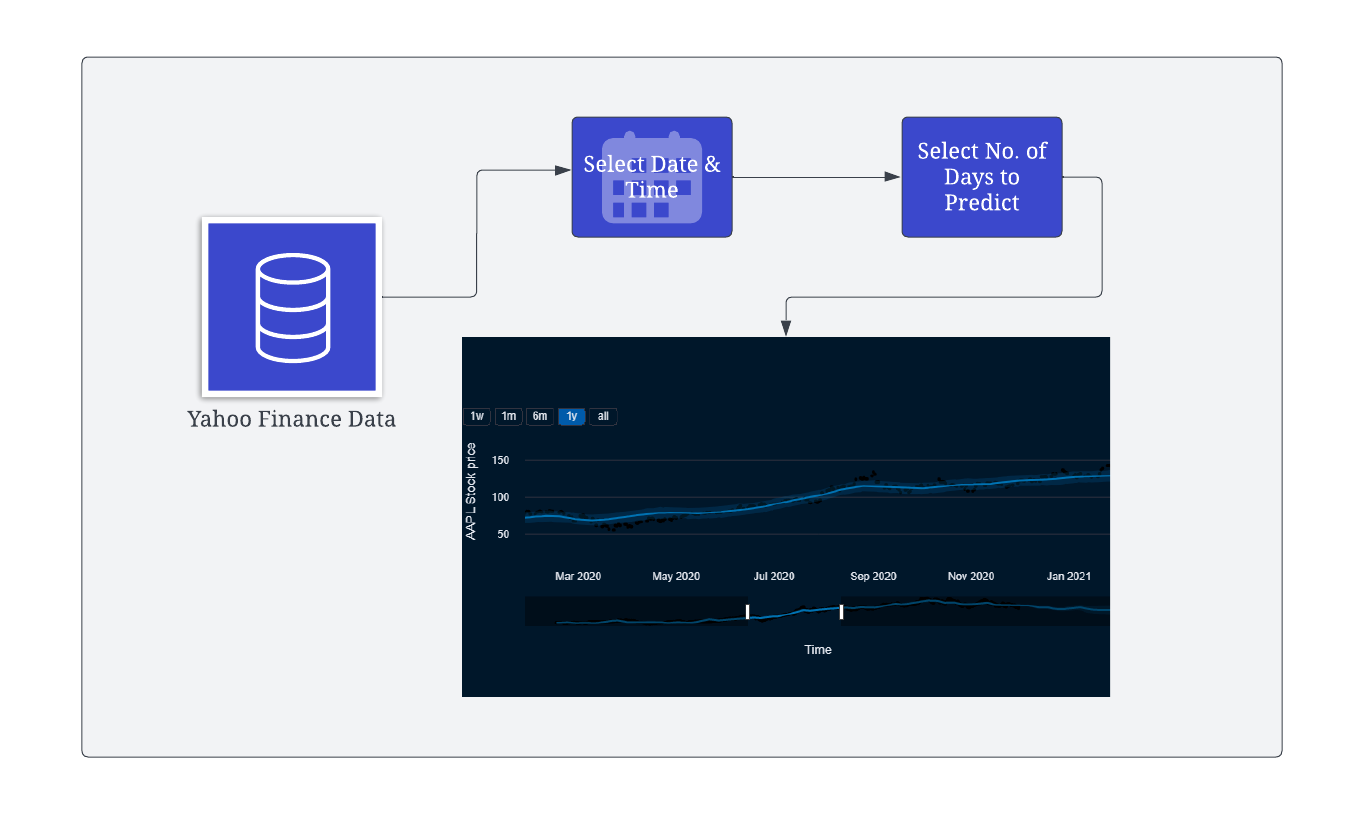 Select Date &
Time
Select No. of
Days to
Predict
Yahoo Finance Data
1w 1m 6m 1y all
AAPL Stock price
150
100
50
Mar 2020 May 2020 Jul 2020 Sep 2020 Nov 2020 Jan 2021
Time